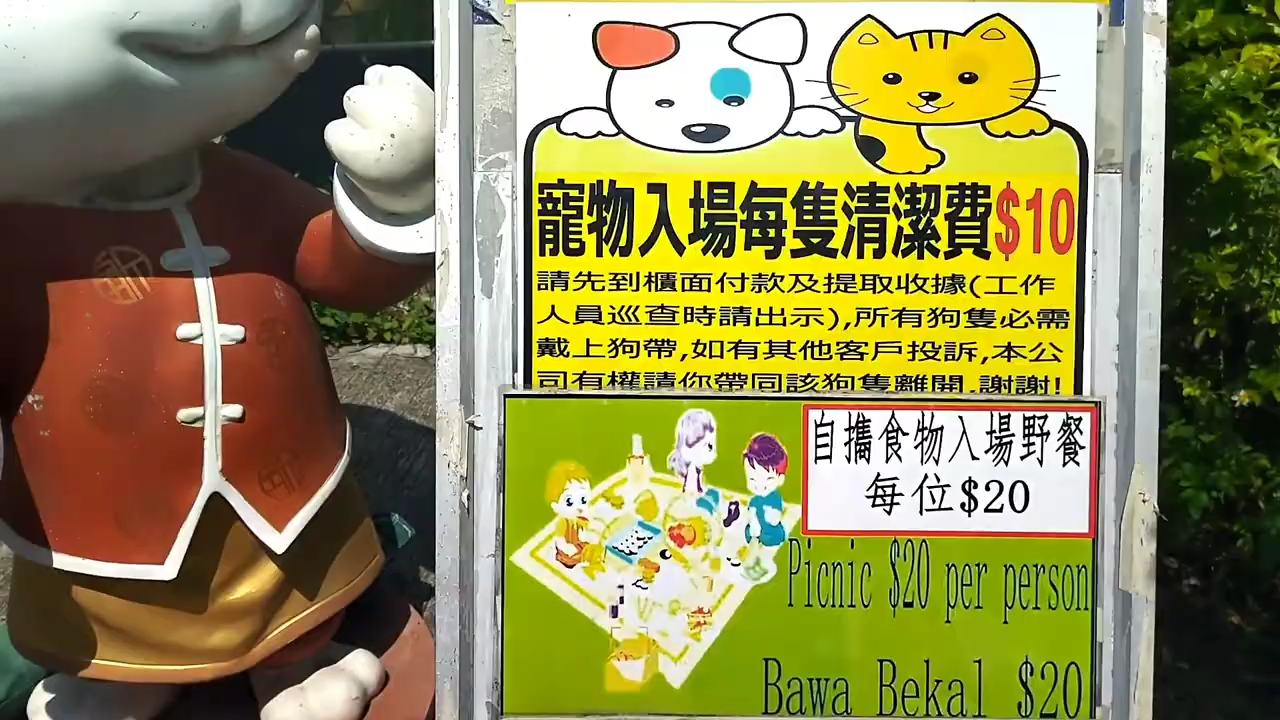 寵物入場每隻清潔費$10
請先到櫃面付款及提取收據(工作
人員巡查時請出示),所有狗隻必需
戴上狗帶,如有其他客戶投訴,本公
司有權請你帶同該狗隻離開,謝謝!
自攜食物入場野餐
每位$20
Picnic $20 per person
Bawa Bekal $20